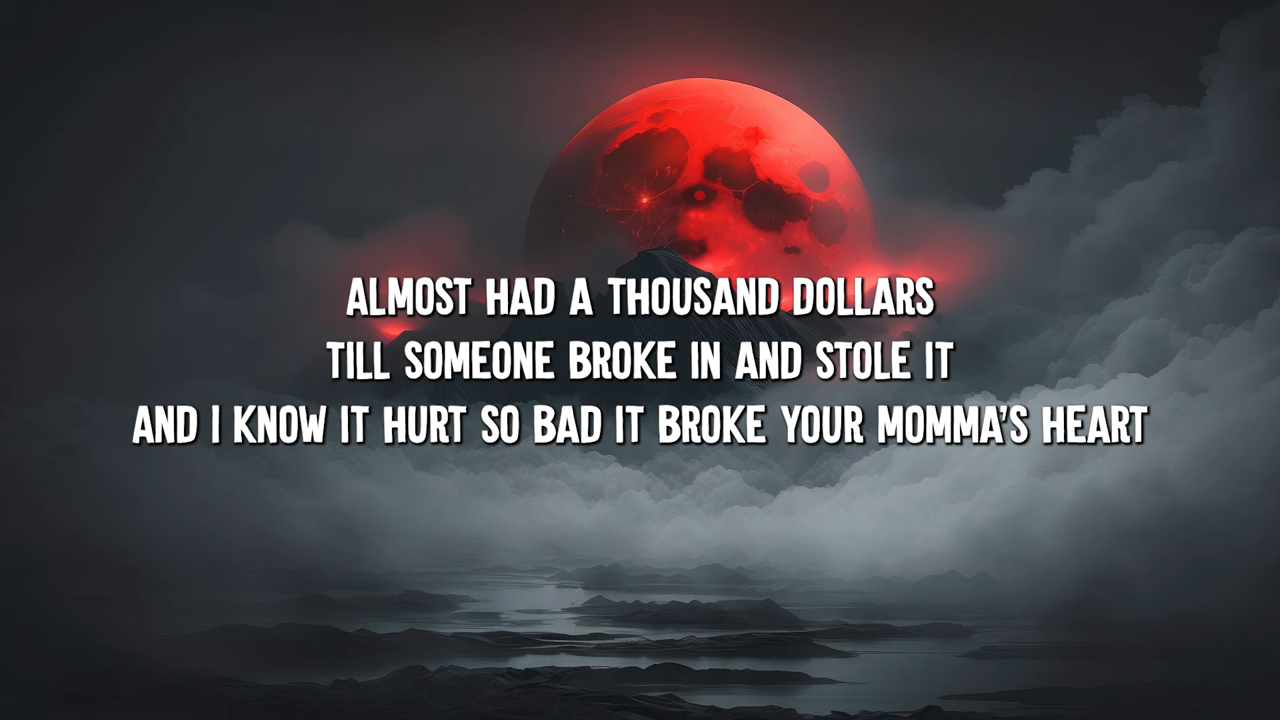 ALMOST HAD A THOUSAND DOLLARS
TILL SOMEONE BROKE IN AND STOLE IT
AND I KNOW IT HURT SO BAD IT BROKE YOUR MOMMA'S HEART